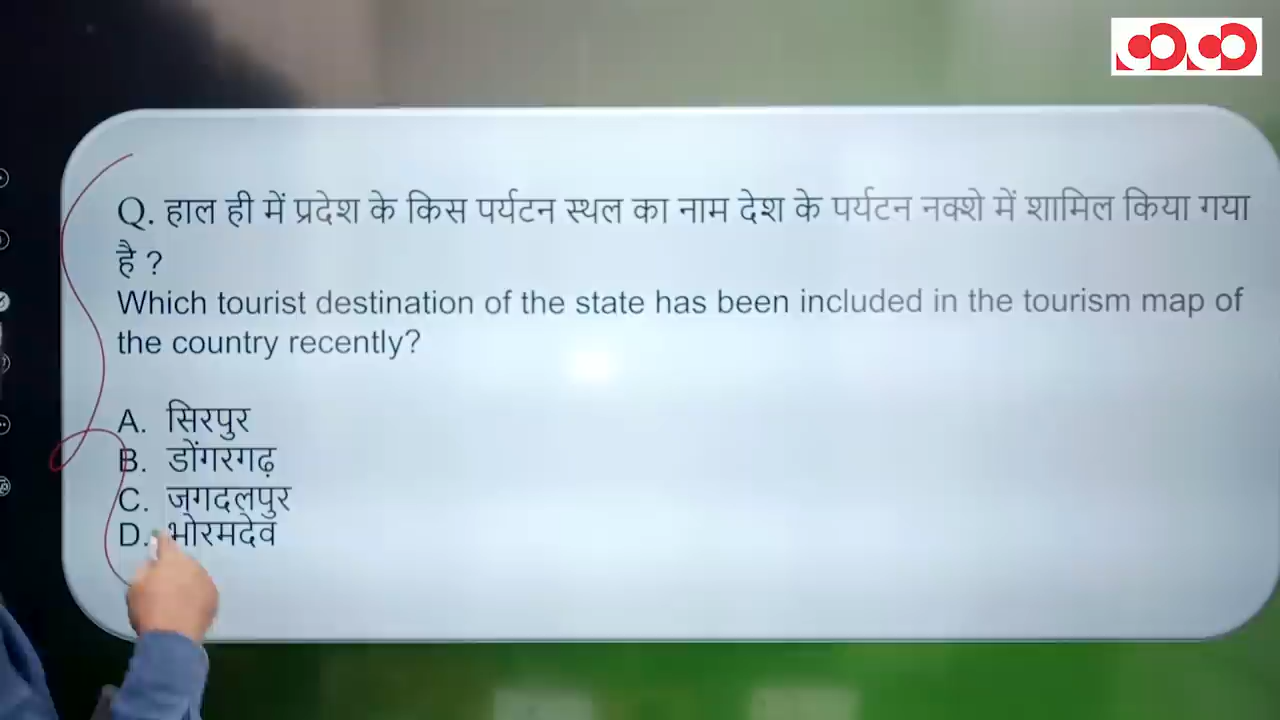 Q. हाल ही में प्रदेश के किस पर्यटन स्थल का नाम देश के पर्यटन नक्शे में शामिल किया गया
है ?
Which tourist destination of the state has been included in the tourism map of
the country recently?
A. सिरपुर
B. डोंगरगढ़
C. जगदलपुर
D. भोरमदेव